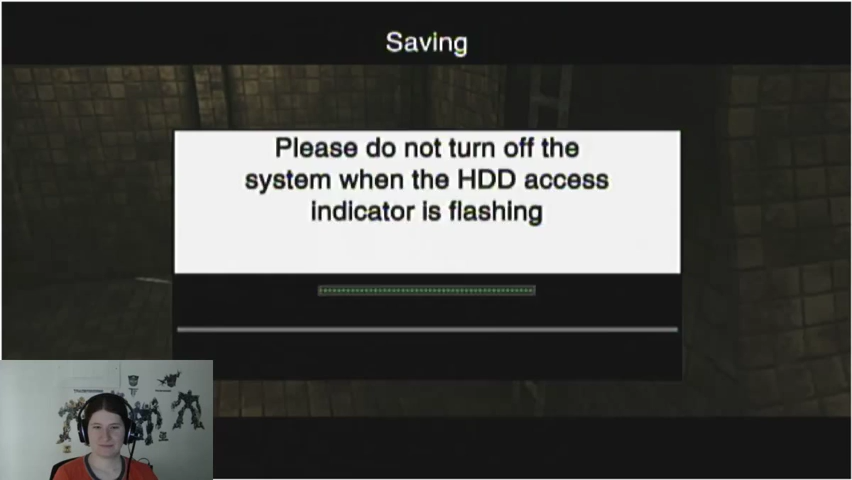 Saving
Please do not turn off the
system when the HDD access
indicator is flashing